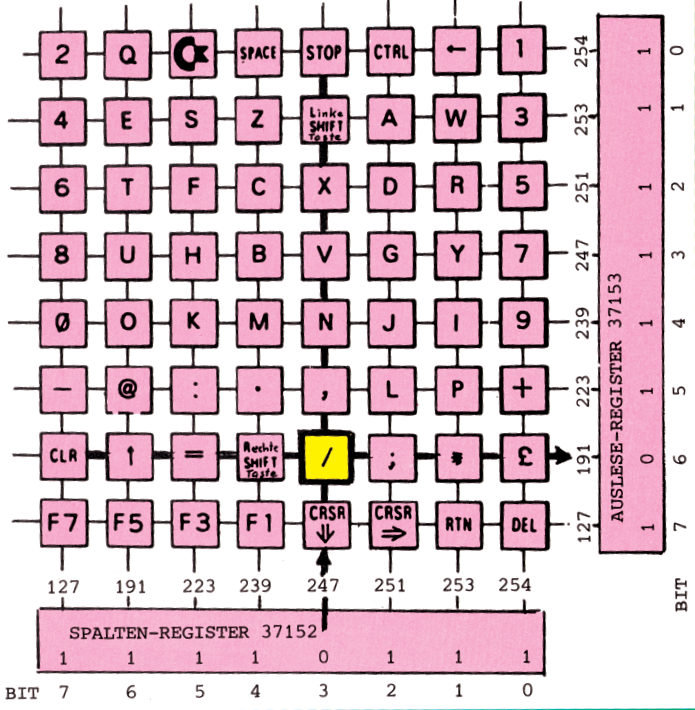 2 Q C SPACE STOP CTRL ← 1 254 1 0
4 E S Z Linke SHIFT Taste A W 3 253 1 1
6 T F C X D R 5 251 1 2
8 U H B V G Y 7 247 1 3
0 O K M N J I 9 239 1 4
— @ : . , L P + 223 1 5
CLR ↑ = Rechte SHIFT Taste / ; * £ 191 0 6
F7 F5 F3 F1 CRSR ⇓ CRSR ⇒ RTN DEL 127 1 7
AUSLESE-REGISTER 37153
BIT
127 191 223 239 247 251 253 254
SPALTEN-REGISTER 37152
1 1 1 1 0 1 1 1
BIT 7 6 5 4 3 2 1 0